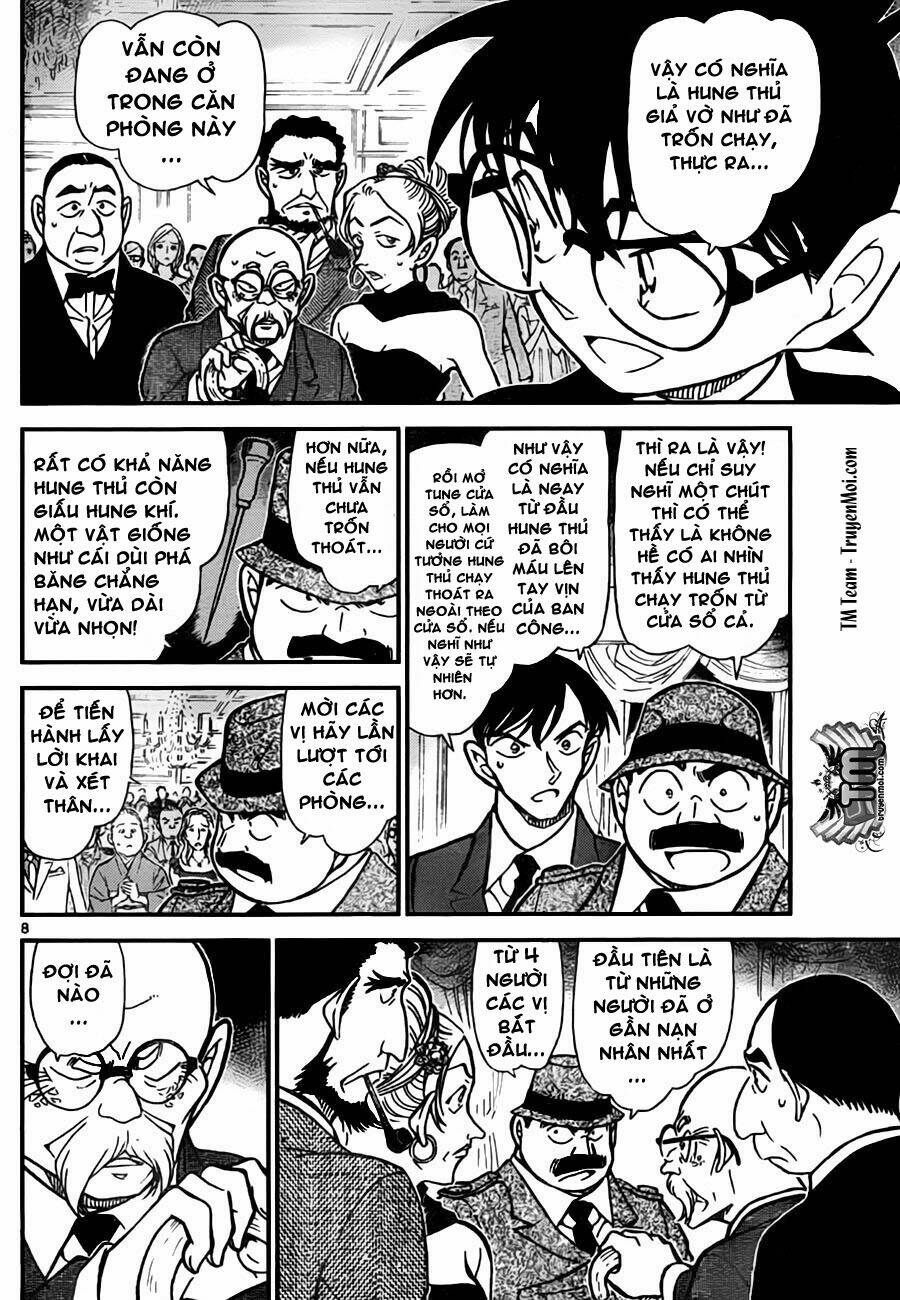 VẬY CÓ NGHĨA
LÀ HUNG THỦ
GIẢ VỜ NHƯ ĐÃ
TRỐN CHẠY,
THỰC RA...
VẪN CÒN
ĐANG Ở
TRONG CĂN
PHÒNG NÀY
...
THÌ RA LÀ VẬY!
NẾU CHỈ SUY
NGHĨ MỘT CHÚT
THÌ CÓ THỂ
THẤY LÀ KHÔNG
HỀ CÓ AI NHÌN
THẤY HUNG THỦ
CHẠY TRỐN TỪ
CỬA SỔ CẢ.
NHƯ VẬY
CÓ NGHĨA
LÀ NGAY TỪ
ĐẦU HUNG THỦ
ĐÃ BÔI
MÁU LÊN
TAY VỊN
CỦA BAN
CÔNG...
RỒI MỞ
TUNG CỬA
SỔ, LÀM
CHO MỌI
NGƯỜI CỨ
TƯỞNG HUNG
THỦ CHẠY
THOÁT RA
NGOÀI THEO
CỬA SỔ. NẾU
NGHĨ NHƯ
VẬY SẼ TỰ
NHIÊN
HƠN.
HƠN NỮA,
NẾU HUNG
THỦ VẪN
CHƯA
TRỐN
THOÁT...
RẤT CÓ KHẢ NĂNG
HUNG THỦ CÒN
GIẤU HUNG KHÍ.
MỘT VẬT GIỐNG
NHƯ CÁI DÙI PHÁ
BĂNG CHẲNG
HẠN, VỪA DÀI
VỪA NHỌN!
MỜI CÁC
VỊ HÃY LẦN
LƯỢT TỚI
CÁC
PHÒNG...
ĐỂ TIẾN
HÀNH LẤY
LỜI KHAI
VÀ XÉT
THÂN...
8
ĐẦU TIÊN LÀ
TỪ NHỮNG
NGƯỜI ĐÃ Ở
GẦN NẠN
NHÂN NHẤT
...
TỪ 4
NGƯỜI
CÁC VỊ
BẮT
ĐẦU...
ĐỢI ĐÃ
NÀO
...
TM Team - TruyenMoi.com
TM
truyenmoi.com